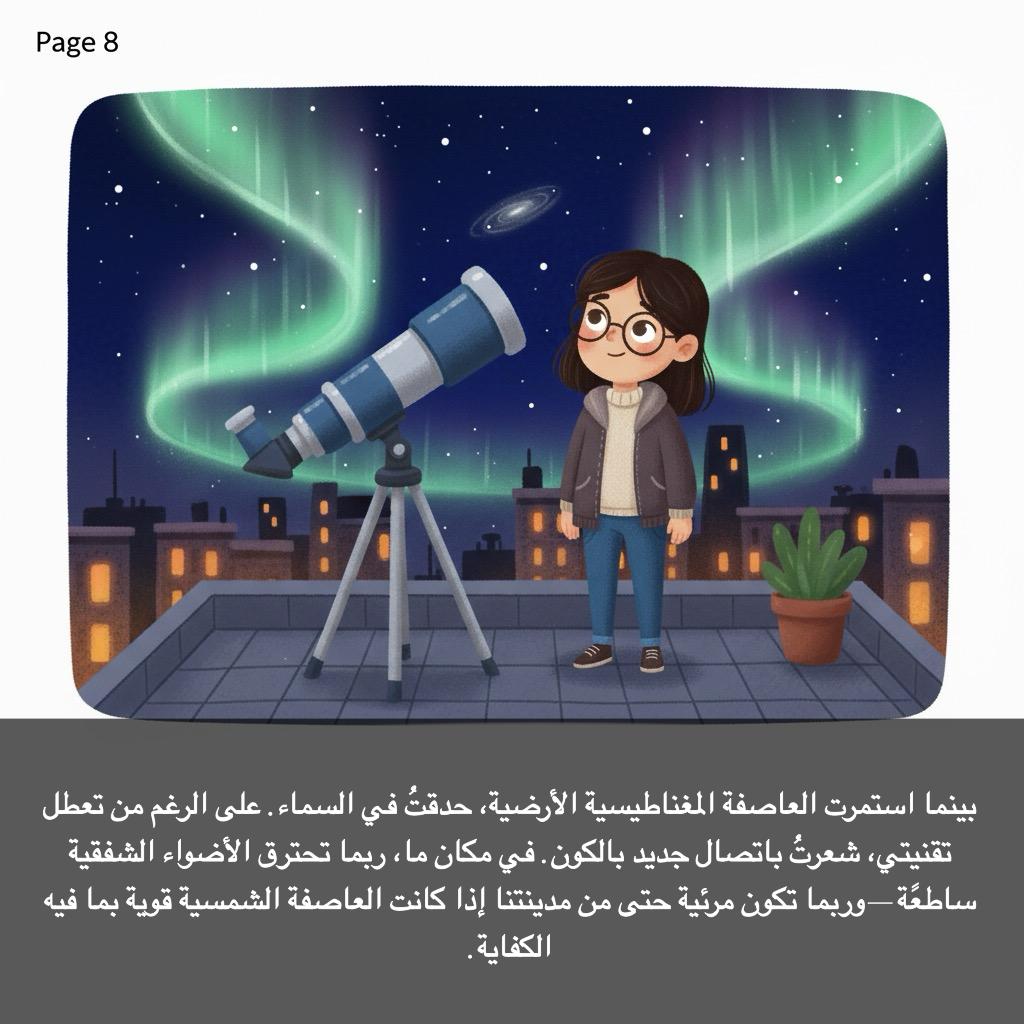 Page 8
بينما استمرت العاصفة المغناطيسية الأرضية، حدقتُ في السماء. على الرغم من تعطل
تقنيتي، شعرتُ باتصال جديد بالكون. في مكان ما، ربما تحترق الأضواء الشفقية
ساطعًة—وربما تكون مرئية حتى من مدينتنا إذا كانت العاصفة الشمسية قوية بما فيه
الكفاية.